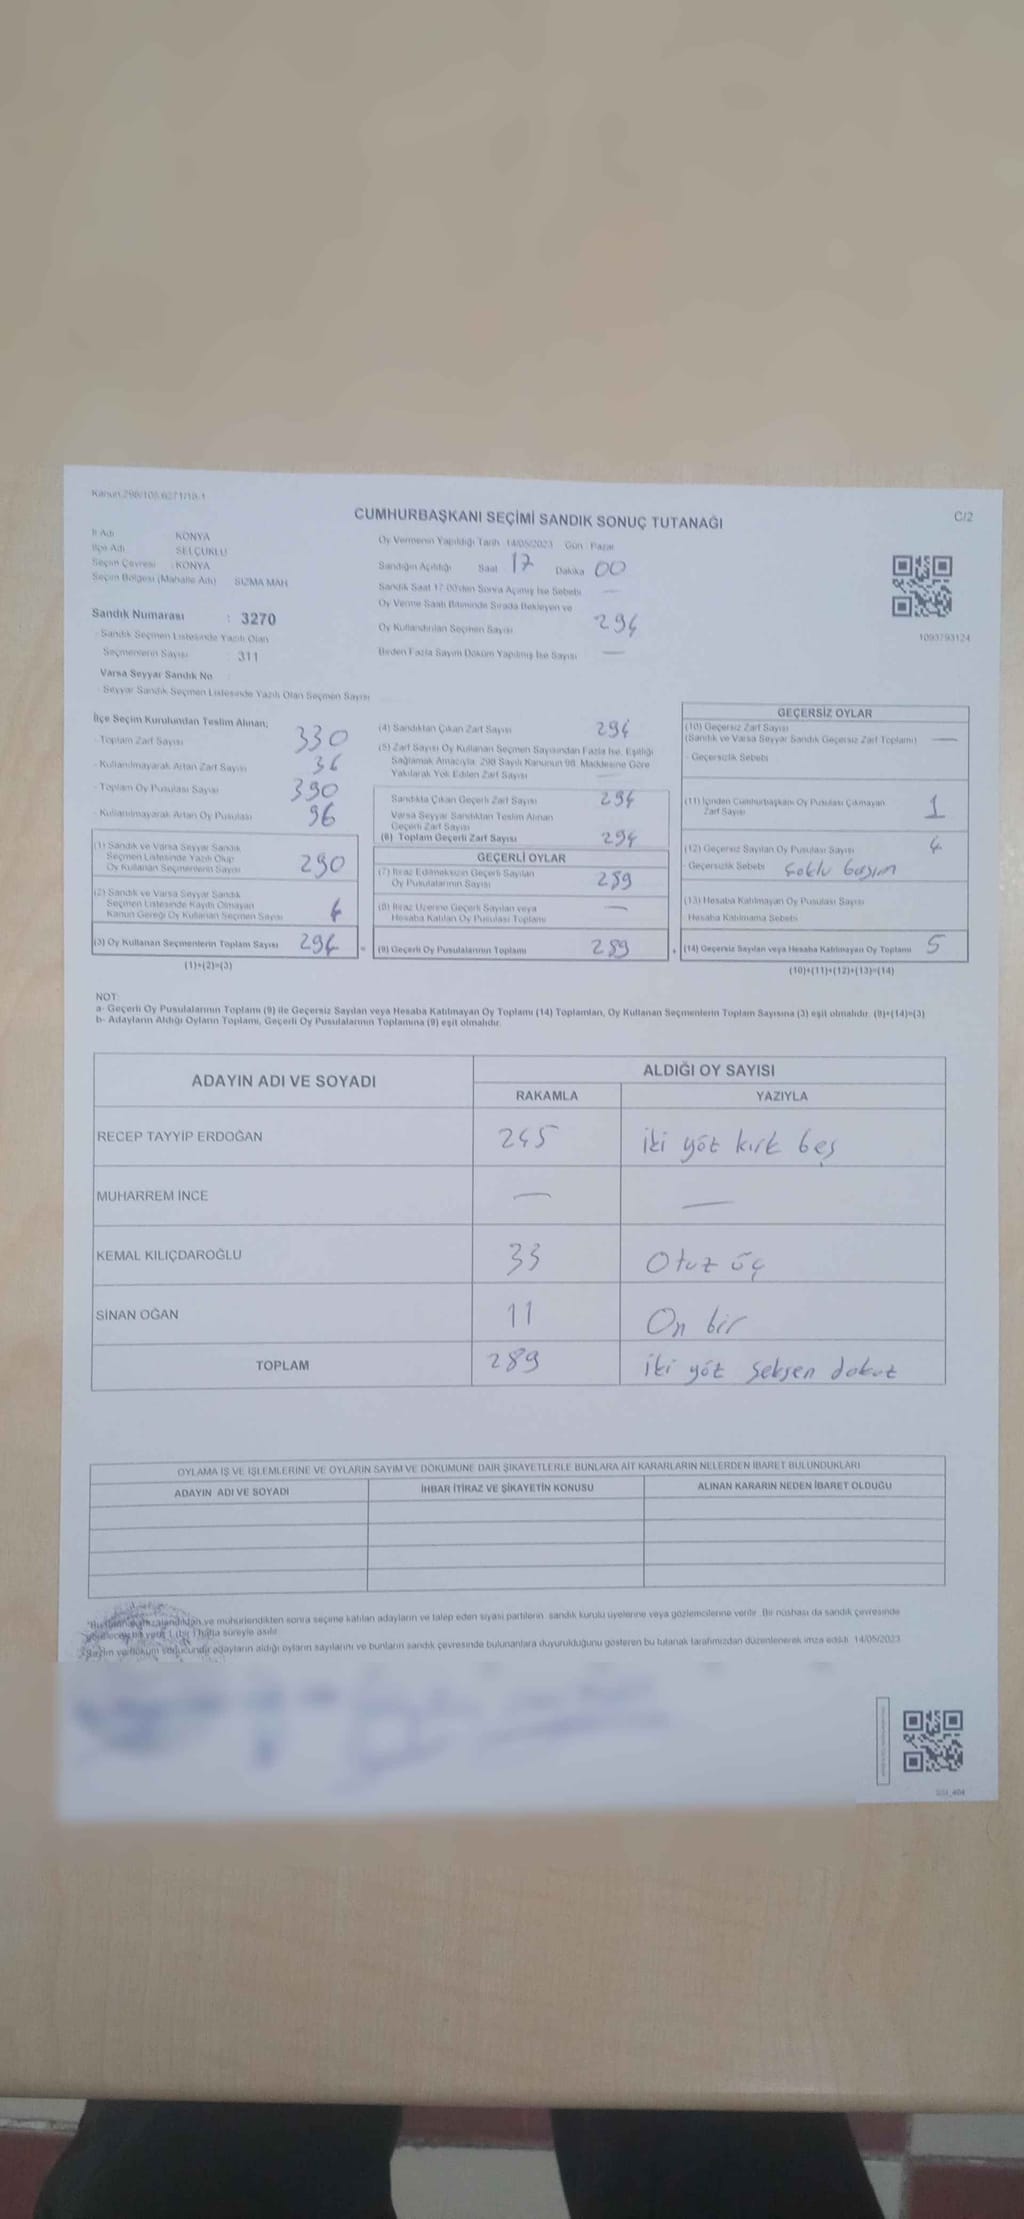 Kanun:298/105,6271/18-1
CUMHURBAŞKANI SEÇİMİ SANDIK SONUÇ TUTANAĞI
C/2
İl Adı KONYA
İlçe Adı SELÇUKLU
Seçim Çevresi : KONYA
Seçim Bölgesi (Mahalle Adı) SIZMA MAH
Sandık Numarası : 3270
- Sandık Seçmen Listesinde Yazılı Olan
Seçmenlerin Sayısı : 311
Varsa Seyyar Sandık No
- Seyyar Sandık Seçmen Listesinde Yazılı Olan Seçmen Sayısı
Oy Vermenin Yapıldığı Tarih 14/05/2023 Gün : Pazar
Sandığın Açıldığı Saat 17 Dakika 00
Sandık Saat 17:00'den Sonra Açılmış İse Sebebi —
Oy Verme Saati Bitiminde Sırada Bekleyen ve
Oy Kullandırılan Seçmen Sayısı 294
Birden Fazla Sayım Döküm Yapılmış İse Sayısı —
1093793124
İlçe Seçim Kurulundan Teslim Alınan;
- Toplam Zarf Sayısı 330
- Kullanılmayarak Artan Zarf Sayısı 36
- Toplam Oy Pusulası Sayısı 390
- Kullanılmayarak Artan Oy Pusulası 96
(1) Sandık ve Varsa Seyyar Sandık
Seçmen Listesinde Yazılı Olup
Oy Kullanan Seçmenlerin Sayısı 290
(2) Sandık ve Varsa Seyyar Sandık
Seçmen Listesinde Kayıtlı Olmayan
Kanun Gereği Oy Kullanan Seçmen Sayısı 4
(3) Oy Kullanan Seçmenlerin Toplam Sayısı 294
(1)+(2)=(3)
=
(4) Sandıktan Çıkan Zarf Sayısı 294
(5) Zarf Sayısı Oy Kullanan Seçmen Sayısından Fazla İse, Eşitliği
Sağlamak Amacıyla, 298 Sayılı Kanunun 98. Maddesine Göre
Yakılarak Yok Edilen Zarf Sayısı —
Sandıkta Çıkan Geçerli Zarf Sayısı 294
Varsa Seyyar Sandıktan Teslim Alınan
Geçerli Zarf Sayısı
(6) Toplam Geçerli Zarf Sayısı 294
GEÇERLİ OYLAR
(7) İtiraz Edilmeksizin Geçerli Sayılan
Oy Pusulalarının Sayısı 289
(8) İtiraz Üzerine Geçerli Sayılan veya
Hesaba Katılan Oy Pusulası Toplamı —
(9) Geçerli Oy Pusulalarının Toplamı 289
+
GEÇERSİZ OYLAR
(10) Geçersiz Zarf Sayısı
(Sandık ve Varsa Seyyar Sandık Geçersiz Zarf Toplamı) —
- Geçersizlik Sebebi
(11) İçinden Cumhurbaşkanı Oy Pusulası Çıkmayan
Zarf Sayısı 1
(12) Geçersiz Sayılan Oy Pusulası Sayısı 4
- Geçersizlik Sebebi Çoklu basım
(13) Hesaba Katılmayan Oy Pusulası Sayısı
Hesaba Katılmama Sebebi
(14) Geçersiz Sayılan veya Hesaba Katılmayan Oy Toplamı 5
(10)+(11)+(12)+(13)=(14)
NOT:
a- Geçerli Oy Pusulalarının Toplamı (9) ile Geçersiz Sayılan veya Hesaba Katılmayan Oy Toplamı (14) Toplamları, Oy Kullanan Seçmenlerin Toplam Sayısına (3) eşit olmalıdır. (9)+(14)=(3)
b- Adayların Aldığı Oyların Toplamı, Geçerli Oy Pusulalarının Toplamına (9) eşit olmalıdır.
ADAYIN ADI VE SOYADI
ALDIĞI OY SAYISI
RAKAMLA YAZIYLA
RECEP TAYYİP ERDOĞAN 245 iki yöz kırk beş
MUHARREM İNCE — —
KEMAL KILIÇDAROĞLU 33 Otuz üç
SİNAN OĞAN 11 On bir
TOPLAM 289 iki yöz seksen dokuz
OYLAMA İŞ VE İŞLEMLERİNE VE OYLARIN SAYIM VE DÖKÜMÜNE DAİR ŞİKAYETLERLE BUNLARA AİT KARARLARIN NELERDEN İBARET BULUNDUKLARI
ADAYIN ADI VE SOYADI
İHBAR İTİRAZ VE ŞİKAYETİN KONUSU
ALINAN KARARIN NEDEN İBARET OLDUĞU
ve mühürlendikten sonra seçime katılan adayların ve talep eden siyasi partilerin sandık kurulu üyelerine veya gözlemcilerine verilir. Bir nüshası da sandık çevresinde
hafta süreyle asılır.
adayların aldığı oyların sayılarını ve bunların sandık çevresinde bulunanlara duyurulduğunu gösteren bu tutanak tarafımızdan düzenlenerek imza edildi. 14/05/2023